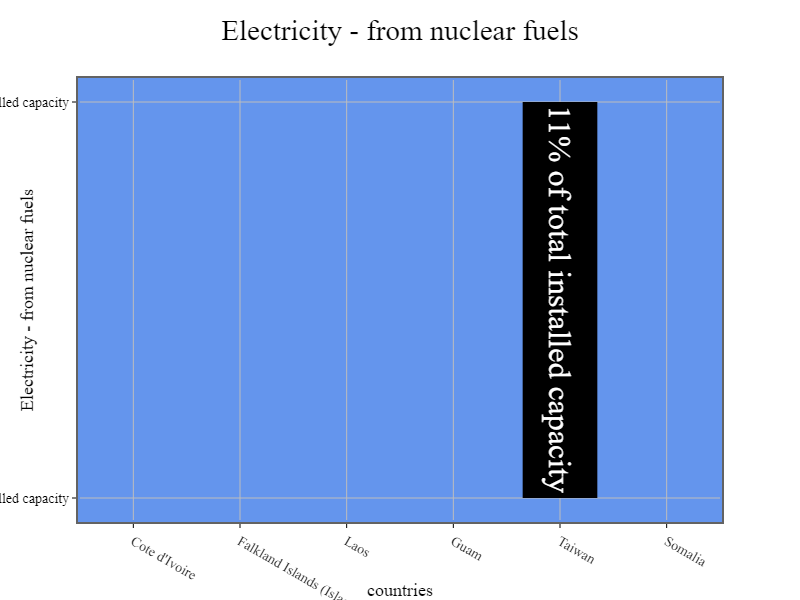 Electricity - from nuclear fuels
lled capacity
Electricity - from nuclear fuels
11% of total installed capacity
lled capacity
Cote d'Ivoire
Falkland Islands (Isla
Laos
Guam
Taiwan
Somalia
countries